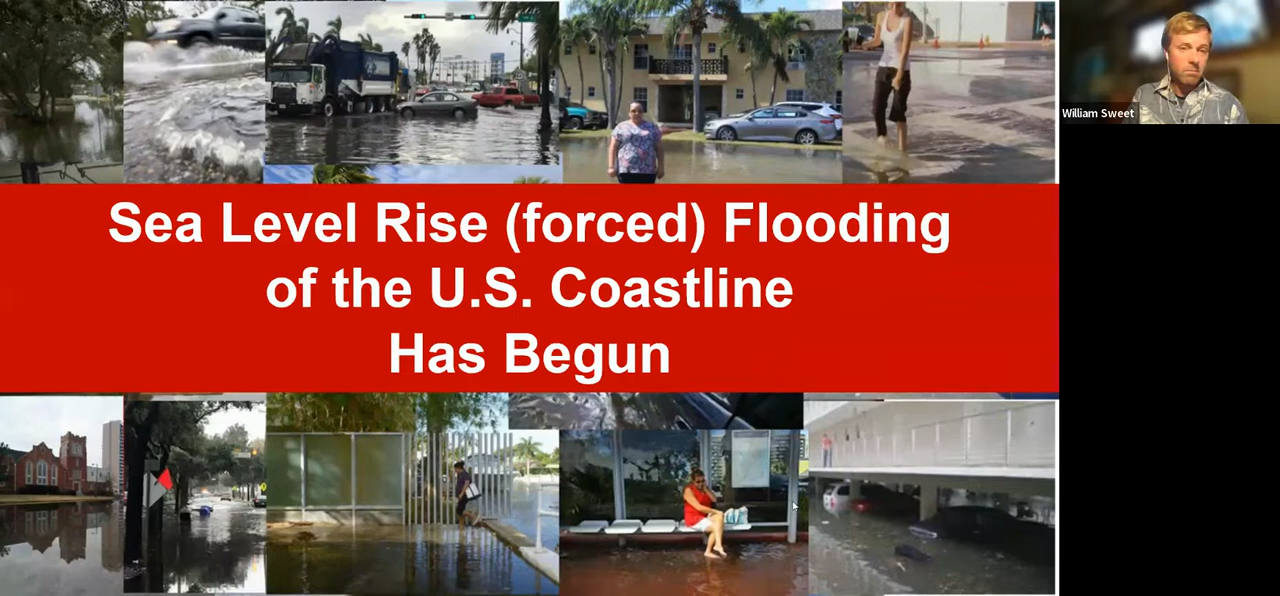 Sea Level Rise (forced) Flooding
of the U.S. Coastline
Has Begun
William Sweet